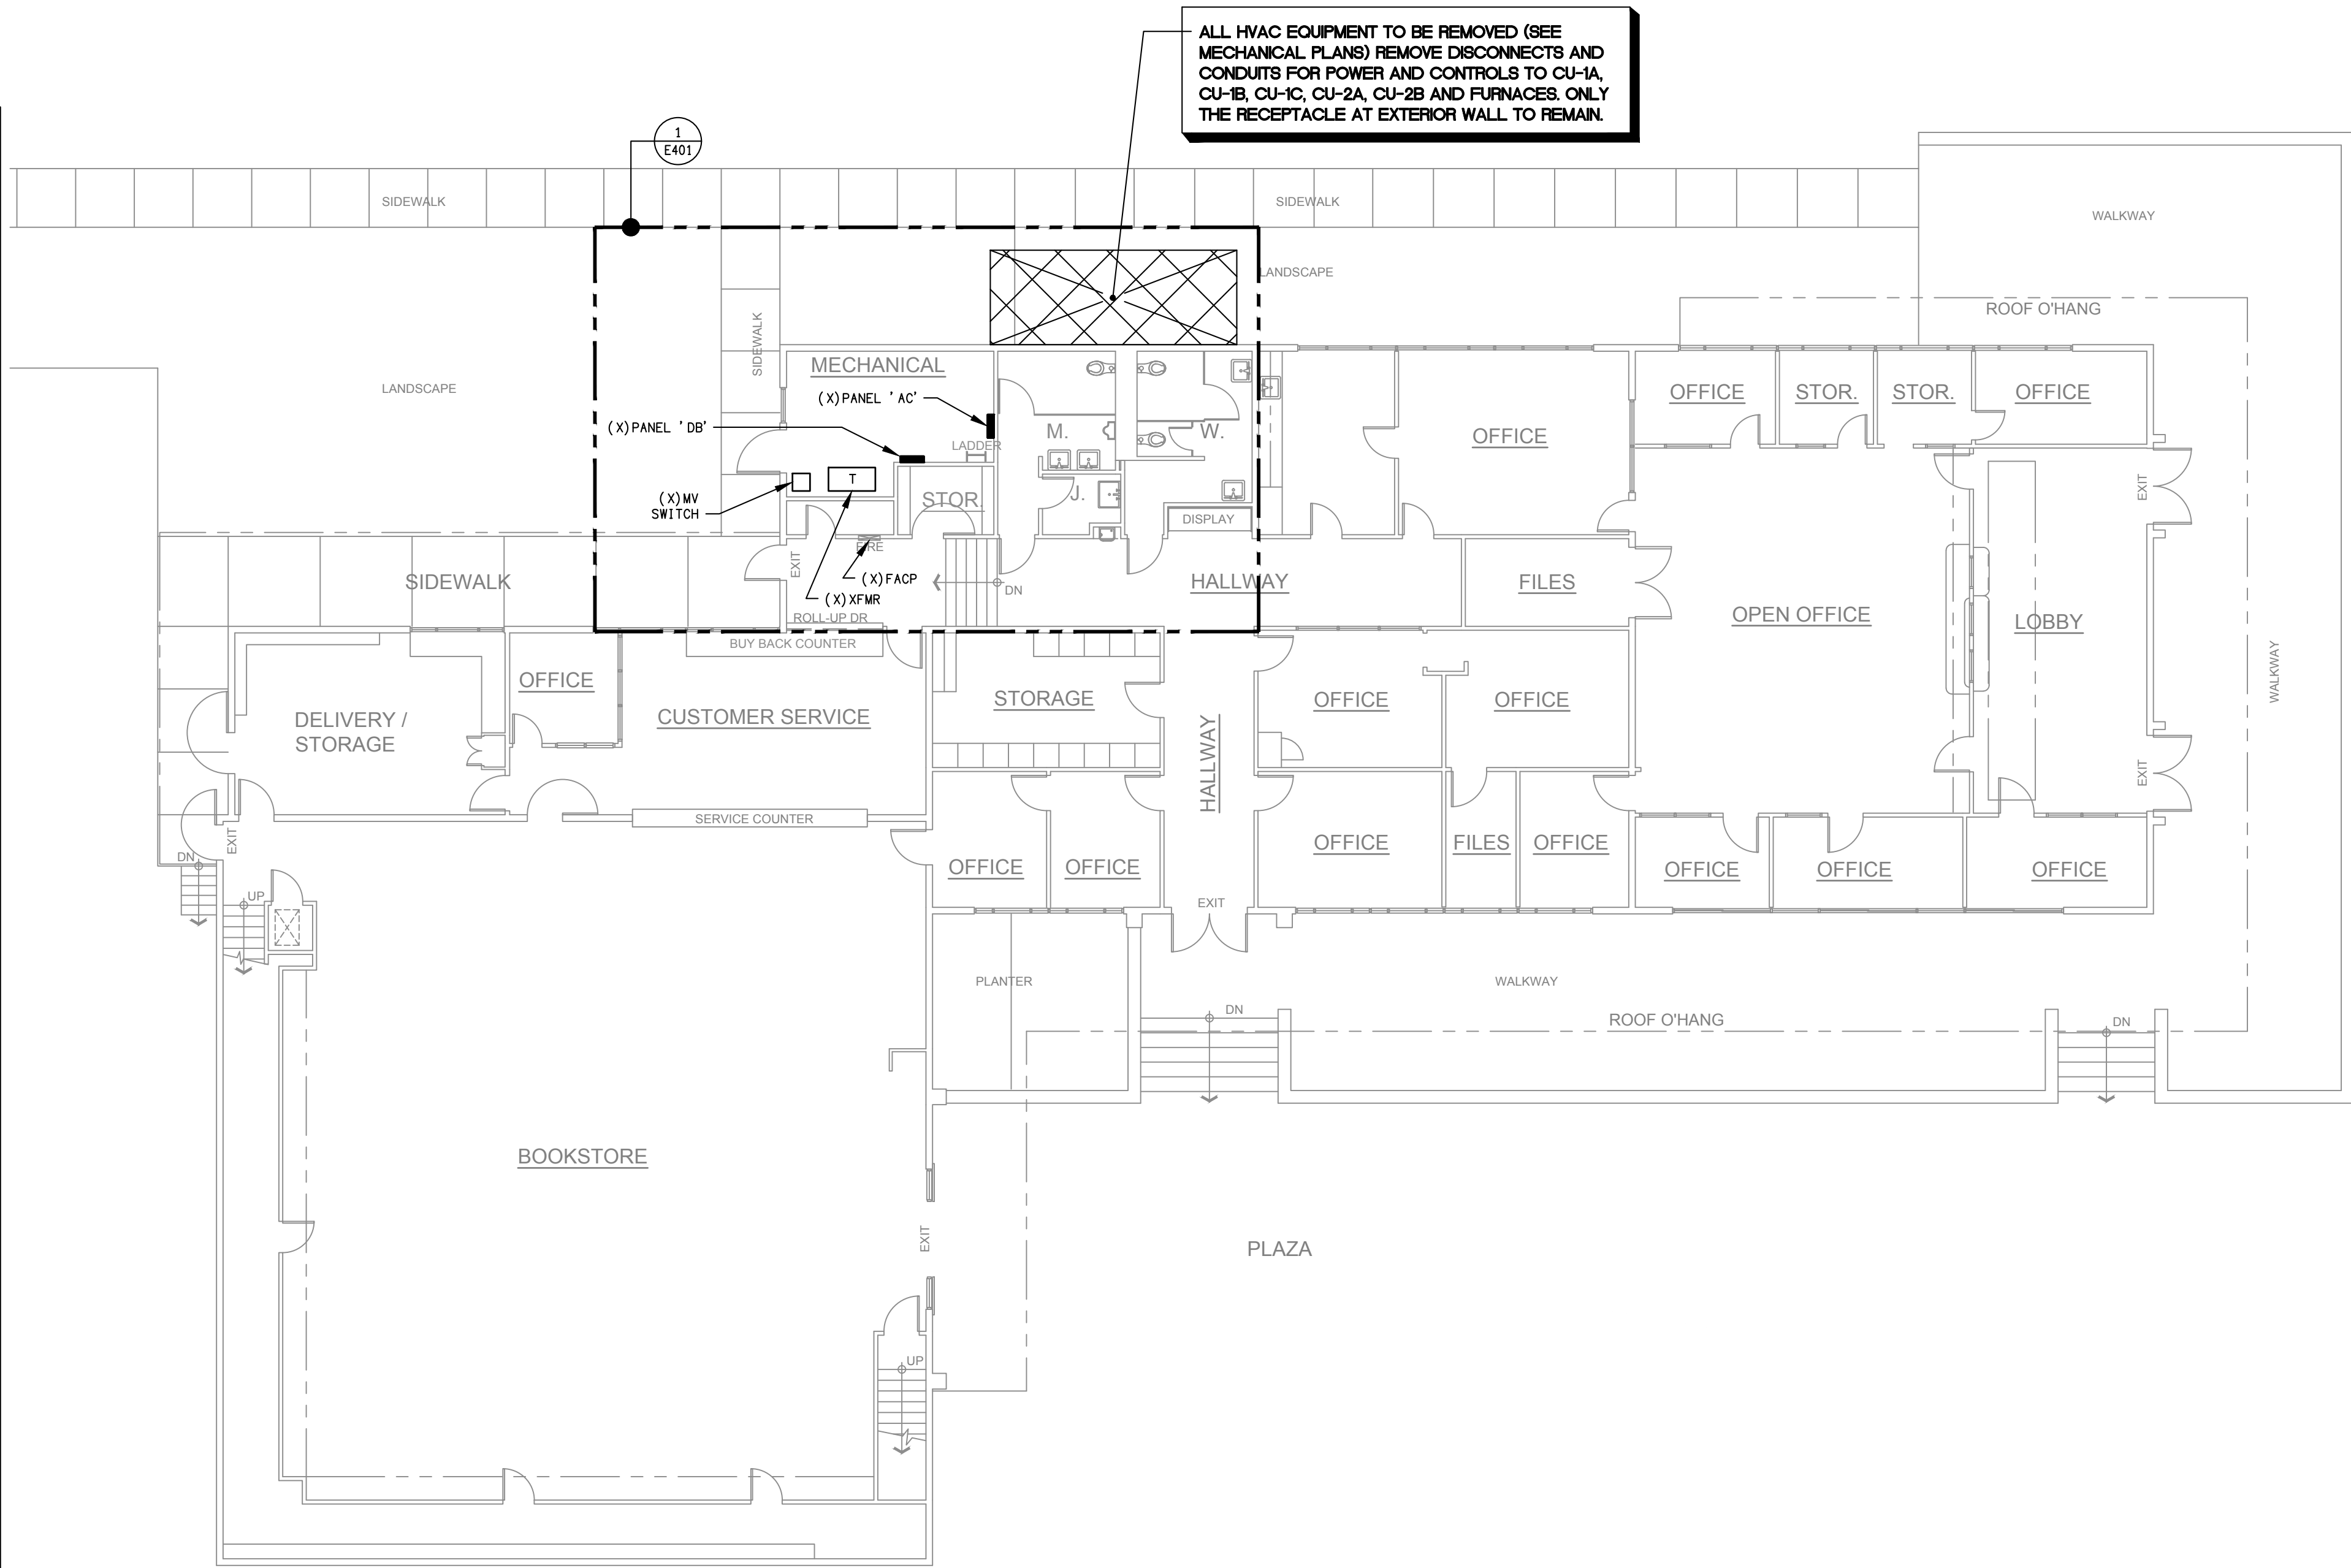 ALL HVAC EQUIPMENT TO BE REMOVED (SEE
MECHANICAL PLANS) REMOVE DISCONNECTS AND
CONDUITS FOR POWER AND CONTROLS TO CU-1A,
CU-1B, CU-1C, CU-2A, CU-2B AND FURNACES. ONLY
THE RECEPTACLE AT EXTERIOR WALL TO REMAIN.
1
E401
SIDEWALK
SIDEWALK
WALKWAY
LANDSCAPE
ROOF O'HANG
SIDEWALK
MECHANICAL
LANDSCAPE
(X)PANEL 'AC'
OFFICE
STOR.
STOR.
OFFICE
(X)PANEL 'DB'
LADDER
M.
W.
OFFICE
T
(X)MV
SWITCH
STOR.
J.
DISPLAY
EXIT
FIRE
EXIT
(X)FACP
(X)XFMR
SIDEWALK
DN
HALLWAY
FILES
OPEN OFFICE
LOBBY
ROLL-UP DR
BUY BACK COUNTER
WALKWAY
OFFICE
STORAGE
OFFICE
OFFICE
DELIVERY /
STORAGE
CUSTOMER SERVICE
HALLWAY
EXIT
SERVICE COUNTER
EXIT
DN
OFFICE
OFFICE
OFFICE
FILES
OFFICE
OFFICE
OFFICE
OFFICE
UP
EXIT
PLANTER
WALKWAY
DN
ROOF O'HANG
DN
BOOKSTORE
EXIT
PLAZA
UP